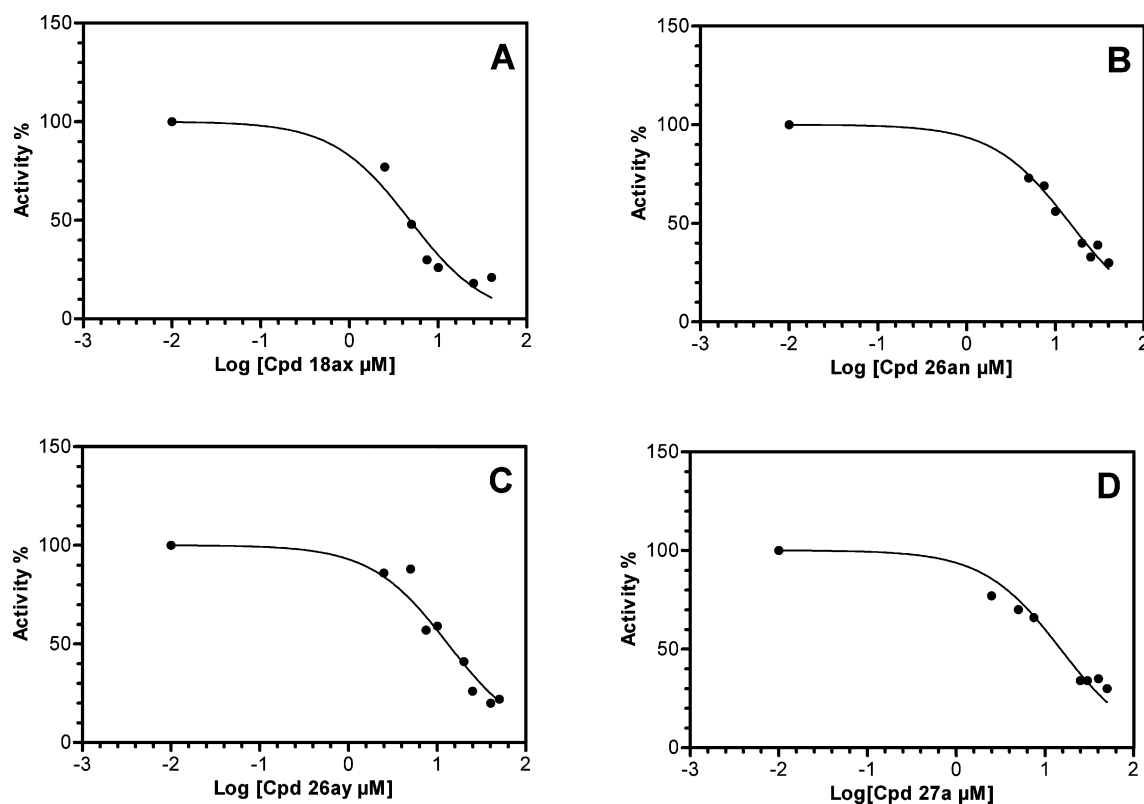 A
150
100
50
0
Activity %
-3 -2 -1 0 1 2
Log [Cpd 18ax µM]
B
150
100
50
0
Activity %
-3 -2 -1 0 1 2
Log [Cpd 26an µM]
C
150
100
50
0
Activity %
-3 -2 -1 0 1 2
Log [Cpd 26ay µM]
D
150
100
50
0
Activity %
-3 -2 -1 0 1 2
Log[Cpd 27a µM]